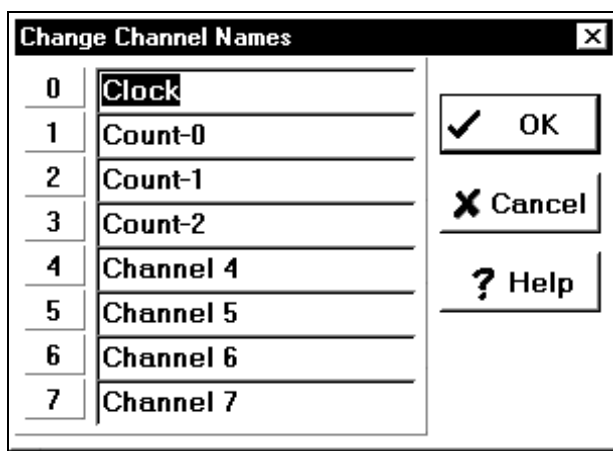 Change Channel Names
0 Clock
1 Count-0
2 Count-1
3 Count-2
4 Channel 4
5 Channel 5
6 Channel 6
7 Channel 7
OK
Cancel
? Help